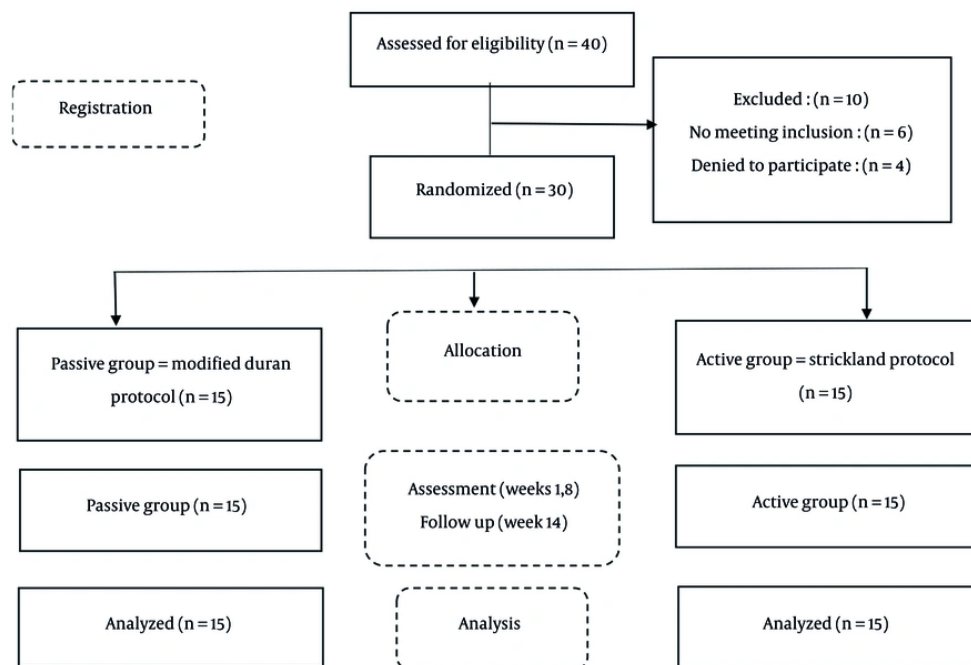 Assessed for eligibility (n = 40)
Registration
Excluded : (n = 10)
No meeting inclusion : (n = 6)
Denied to participate : (n = 4)
Randomized (n = 30)
Passive group = modified duran
protocol (n = 15)
Allocation
Active group = strickland protocol
(n = 15)
Passive group (n = 15)
Assessment (weeks 1,8)
Follow up (week 14)
Active group (n = 15)
Analyzed (n = 15)
Analysis
Analyzed (n = 15)